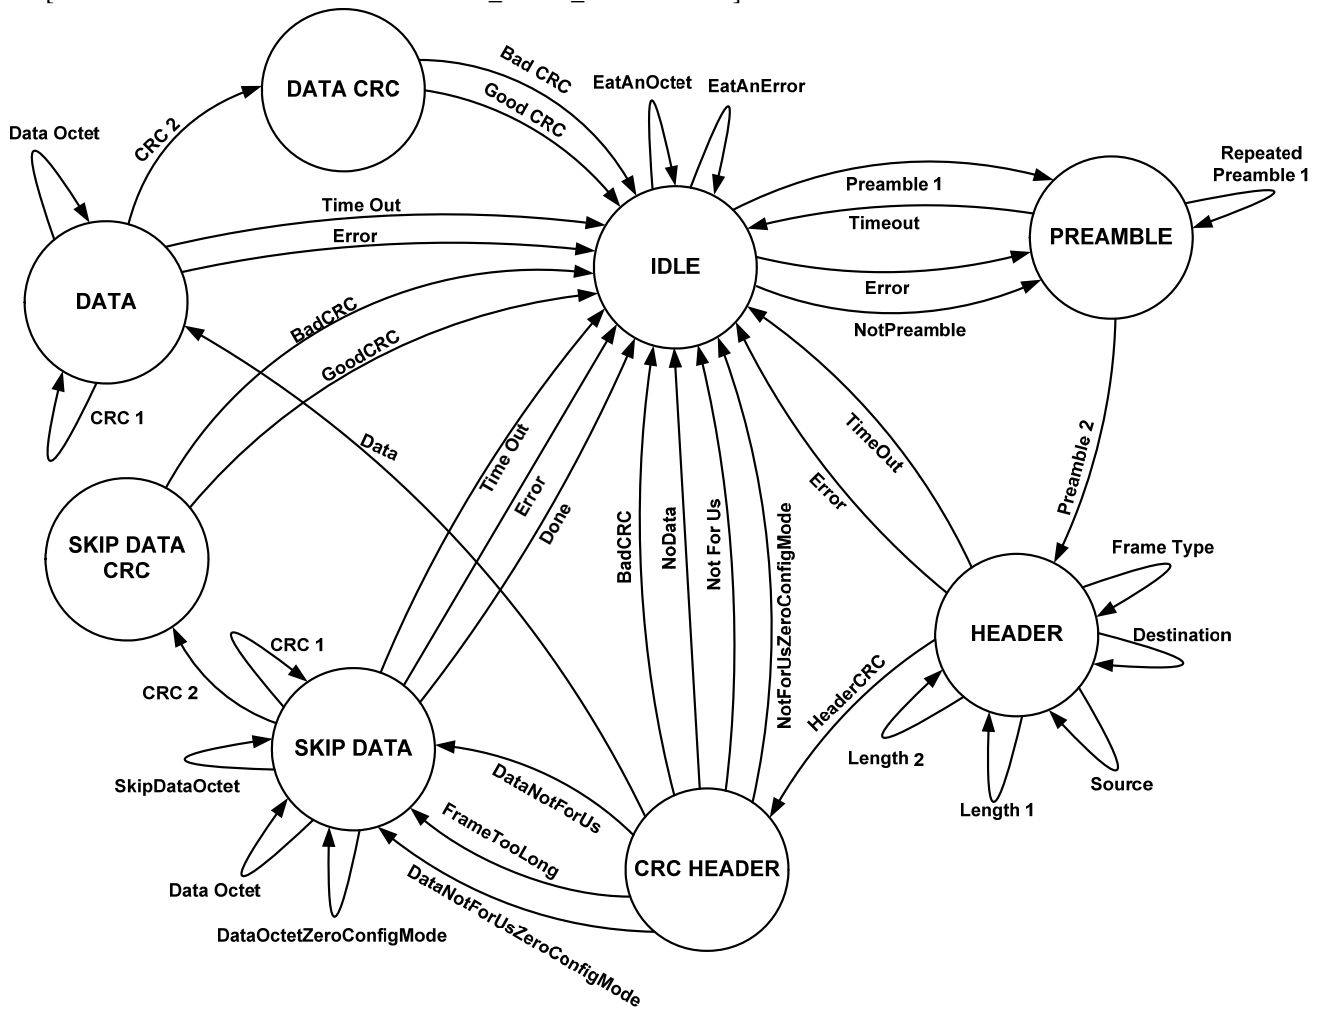 DATA CRC
Bad CRC
Good CRC
EatAnOctet
EatAnError
CRC 2
Data Octet
Repeated
Preamble 1
Preamble 1
Time Out
Timeout
Error
PREAMBLE
IDLE
DATA
Error
BadCRC
NotPreamble
GoodCRC
CRC 1
Data
TimeOut
Time Out
Preamble 2
Error
Error
Done
BadCRC
NoData
Not For Us
NotForUsZeroConfigMode
SKIP DATA
CRC
Frame Type
HEADER
Destination
CRC 1
CRC 2
HeaderCRC
SKIP DATA
Length 2
Source
Length 1
SkipDataOctet
DataNotForUs
FrameTooLong
CRC HEADER
Data Octet
DataNotForUsZeroConfigMode
DataOctetZeroConfigMode